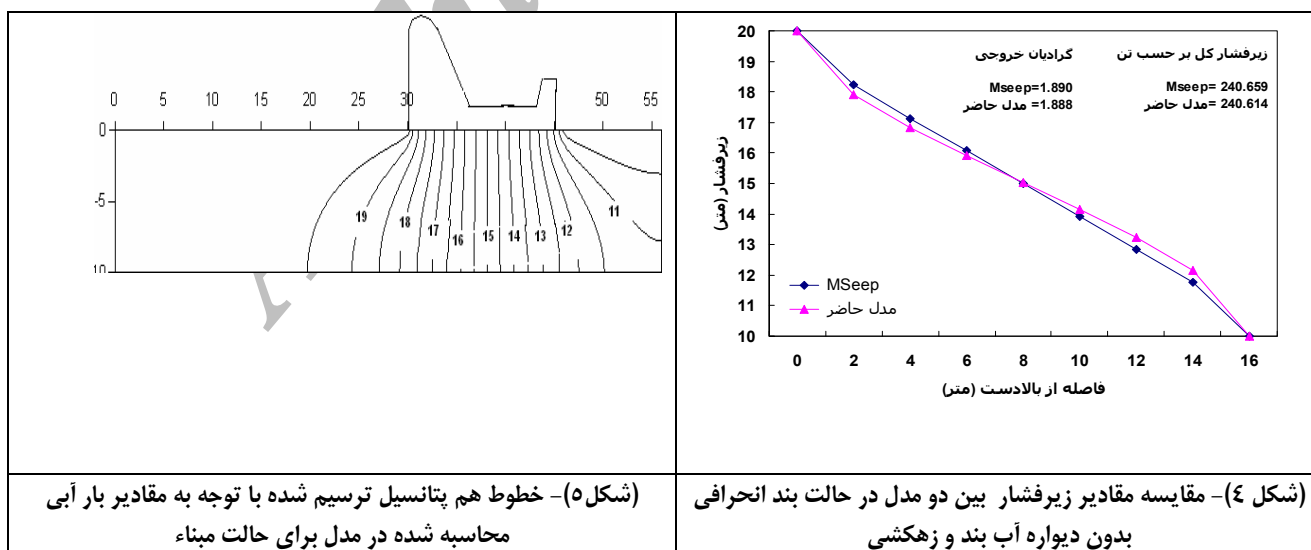 20
19
18
17
16
15
14
13
12
11
10
زیرفشار (متر)
گرادیان خروجی
Mseep=1.890
مدل حاضر =1.888
زیرفشار کل بر حسب تن
Mseep= 240.659
مدل حاضر =240.614
MSeep
مدل حاضر
0 2 4 6 8 10 12 14 16
فاصله از بالادست (متر)
(شکل ٤)- مقایسه مقادیر زیرفشار بین دو مدل در حالت بند انحرافی
بدون دیواره آب بند و زهکشی
0 5 10 15 20 25 30 50 55
0
-5
10
19 18 17 16 15 14 13 12 11
(شکل٥)- خطوط هم پتانسیل ترسیم شده با توجه به مقادیر بار آبی
محاسبه شده در مدل برای حالت مبناء